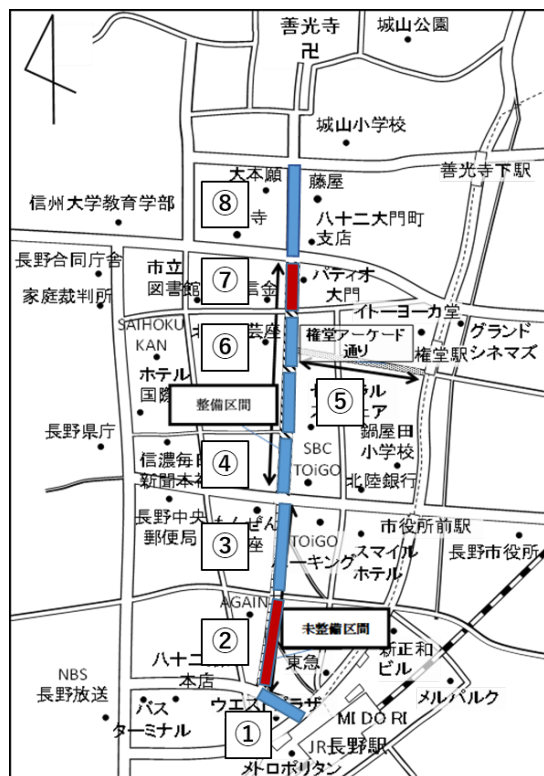 善光寺
卍
城山公園
城山小学校
大本願
藤屋
善光寺下駅
⑧
信州大学教育学部
寺
八十二大門町
支店
長野合同庁舎
市立
図書館
⑦
信金
パティオ
大門
家庭裁判所
イトーヨーカ堂
SAIHOKU
KAN
⑥
芸座
権堂アーケード
通り
権堂駅
グランド
シネマズ
ホテル
国際
整備区間
⑤
長野県庁
鍋屋田
小学校
④
信濃毎日
新聞本社
SBC
TOiGO
北陸銀行
長野中央
郵便局
もんぜん
座
③
TOiGO
パーキング
市役所前駅
スマイル
ホテル
長野市役所
AGAIN
②
未整備区間
八十二
本店
東急
新正和
ビル
NBS
長野放送
バス
ターミナル
ウエストプラザ
①
MIDORI
メルパルク
JR長野駅
メトロポリタン